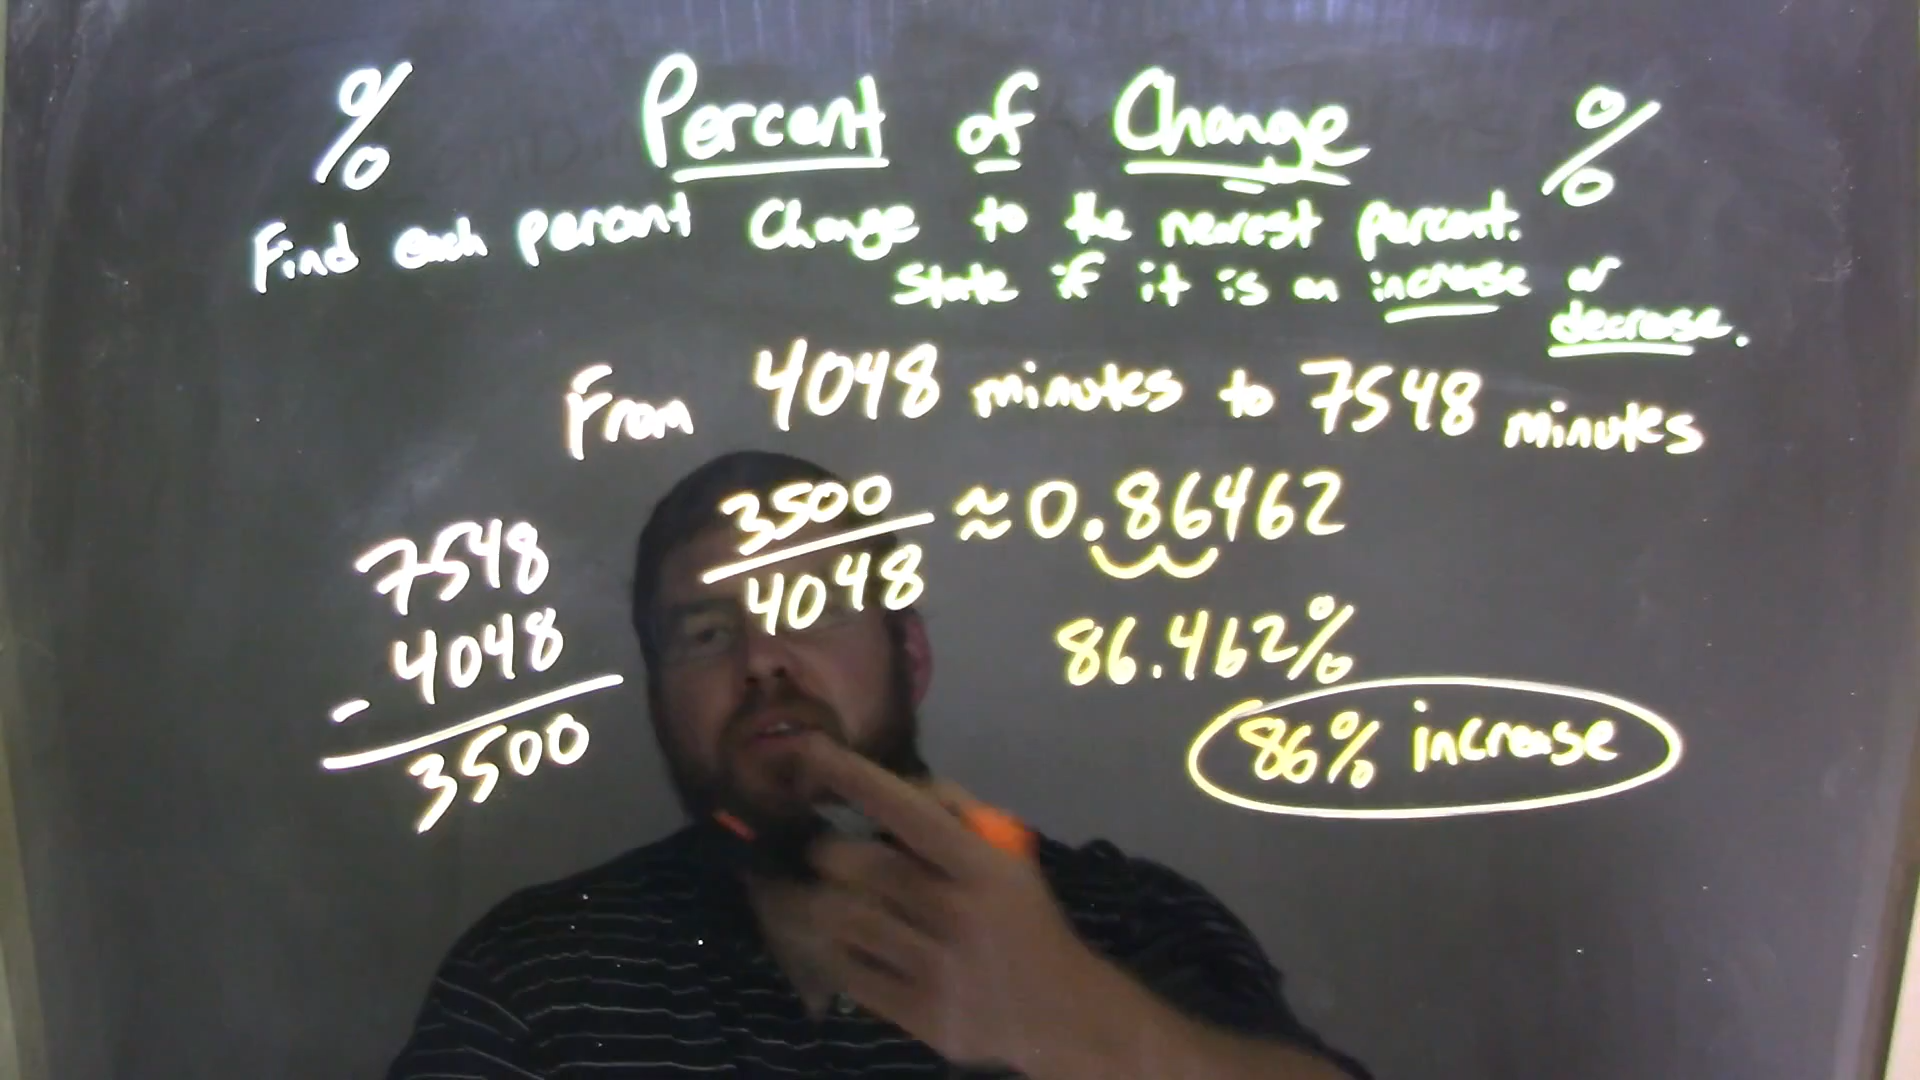 % Percent of Change %
Find each percent Change to the nearest percent.
State if it is an increase or
decrease.
From 4048 minutes to 7548 minutes
7548
- 4048
3500
3500
4048
≈ 0.86462
86.462%
86% increase